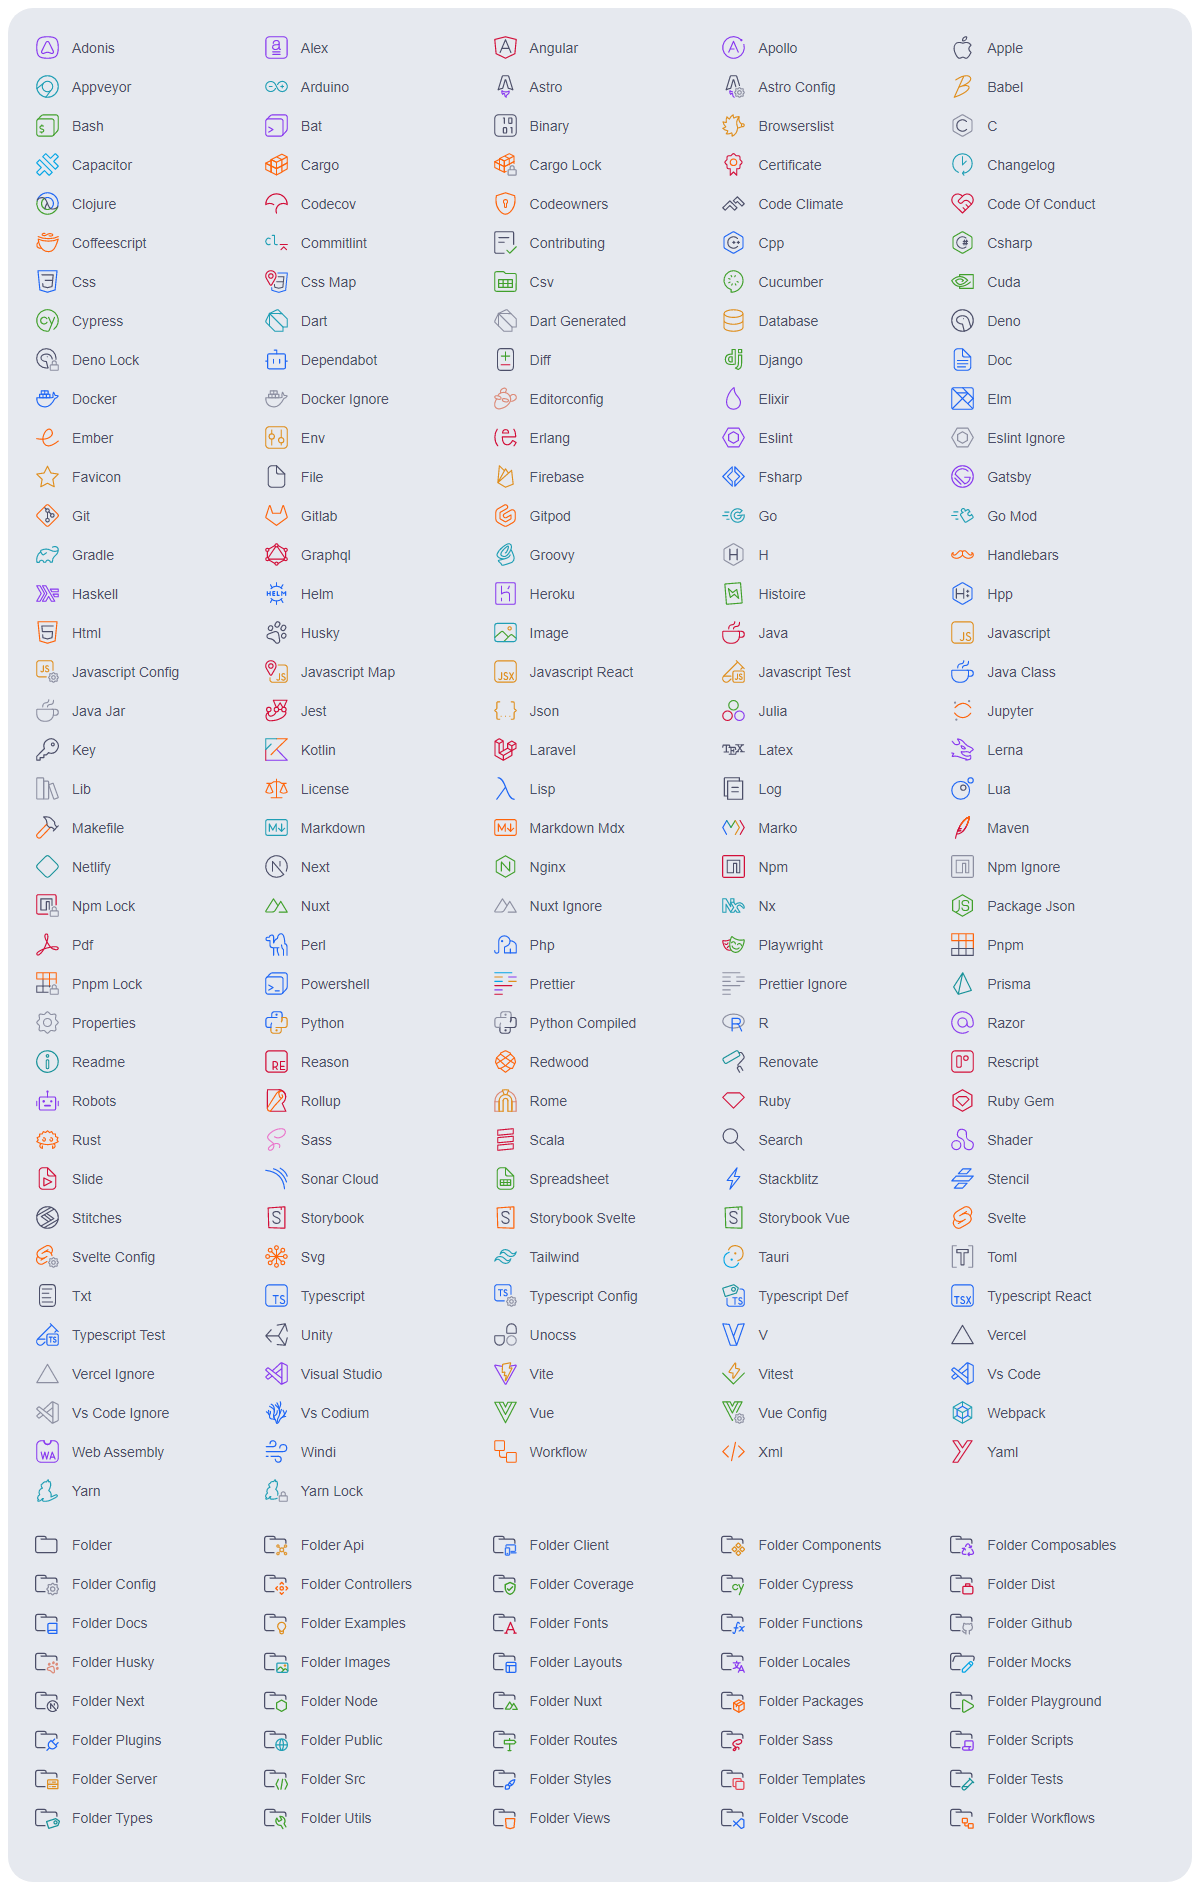 Adonis Alex Angular Apollo Apple
Appveyor Arduino Astro Astro Config Babel
Bash Bat Binary Browserslist C
Capacitor Cargo Cargo Lock Certificate Changelog
Clojure Codecov Codeowners Code Climate Code Of Conduct
Coffeescript Commitlint Contributing Cpp Csharp
Css Css Map Csv Cucumber Cuda
Cypress Dart Dart Generated Database Deno
Deno Lock Dependabot Diff Django Doc
Docker Docker Ignore Editorconfig Elixir Elm
Ember Env Erlang Eslint Eslint Ignore
Favicon File Firebase Fsharp Gatsby
Git Gitlab Gitpod Go Go Mod
Gradle Graphql Groovy H Handlebars
Haskell Helm Heroku Histoire Hpp
Html Husky Image Java Javascript
Javascript Config Javascript Map Javascript React Javascript Test Java Class
Java Jar Jest Json Julia Jupyter
Key Kotlin Laravel Latex Lerna
Lib License Lisp Log Lua
Makefile Markdown Markdown Mdx Marko Maven
Netlify Next Nginx Npm Npm Ignore
Npm Lock Nuxt Nuxt Ignore Nx Package Json
Pdf Perl Php Playwright Pnpm
Pnpm Lock Powershell Prettier Prettier Ignore Prisma
Properties Python Python Compiled R Razor
Readme Reason Redwood Renovate Rescript
Robots Rollup Rome Ruby Ruby Gem
Rust Sass Scala Search Shader
Slide Sonar Cloud Spreadsheet Stackblitz Stencil
Stitches Storybook Storybook Svelte Storybook Vue Svelte
Svelte Config Svg Tailwind Tauri Toml
Txt Typescript Typescript Config Typescript Def Typescript React
Typescript Test Unity Unocss V Vercel
Vercel Ignore Visual Studio Vite Vitest Vs Code
Vs Code Ignore Vs Codium Vue Vue Config Webpack
Web Assembly Windi Workflow Xml Yaml
Yarn Yarn Lock
Folder Folder Api Folder Client Folder Components Folder Composables
Folder Config Folder Controllers Folder Coverage Folder Cypress Folder Dist
Folder Docs Folder Examples Folder Fonts Folder Functions Folder Github
Folder Husky Folder Images Folder Layouts Folder Locales Folder Mocks
Folder Next Folder Node Folder Nuxt Folder Packages Folder Playground
Folder Plugins Folder Public Folder Routes Folder Sass Folder Scripts
Folder Server Folder Src Folder Styles Folder Templates Folder Tests
Folder Types Folder Utils Folder Views Folder Vscode Folder Workflows